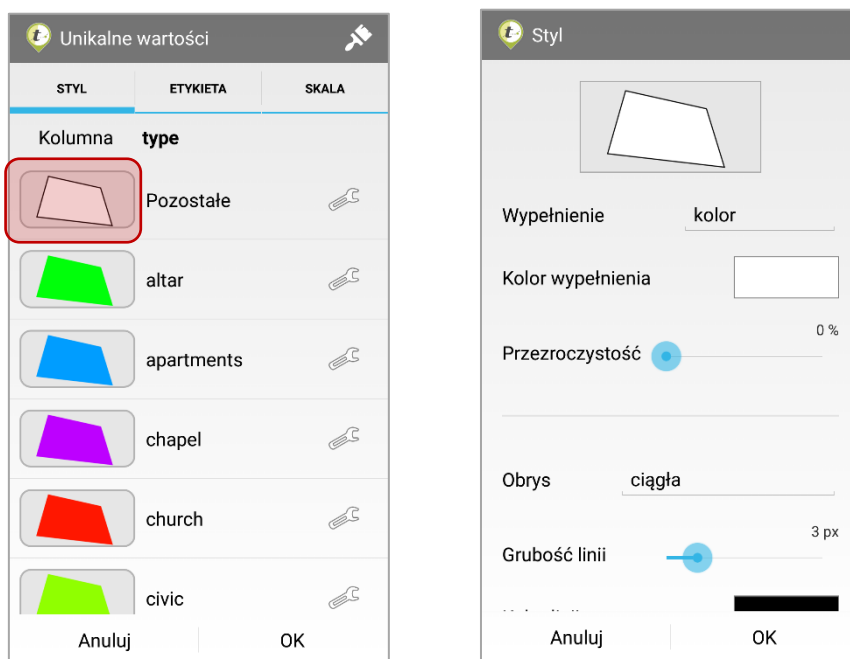 Unikalne wartości
STYL ETYKIETA SKALA
Kolumna type
Pozostałe
altar
apartments
chapel
church
civic
Anuluj OK
Styl
Wypełnienie kolor
Kolor wypełnienia
0 %
Przezroczystość
Obrys ciągła
3 px
Grubość linii
Anuluj OK